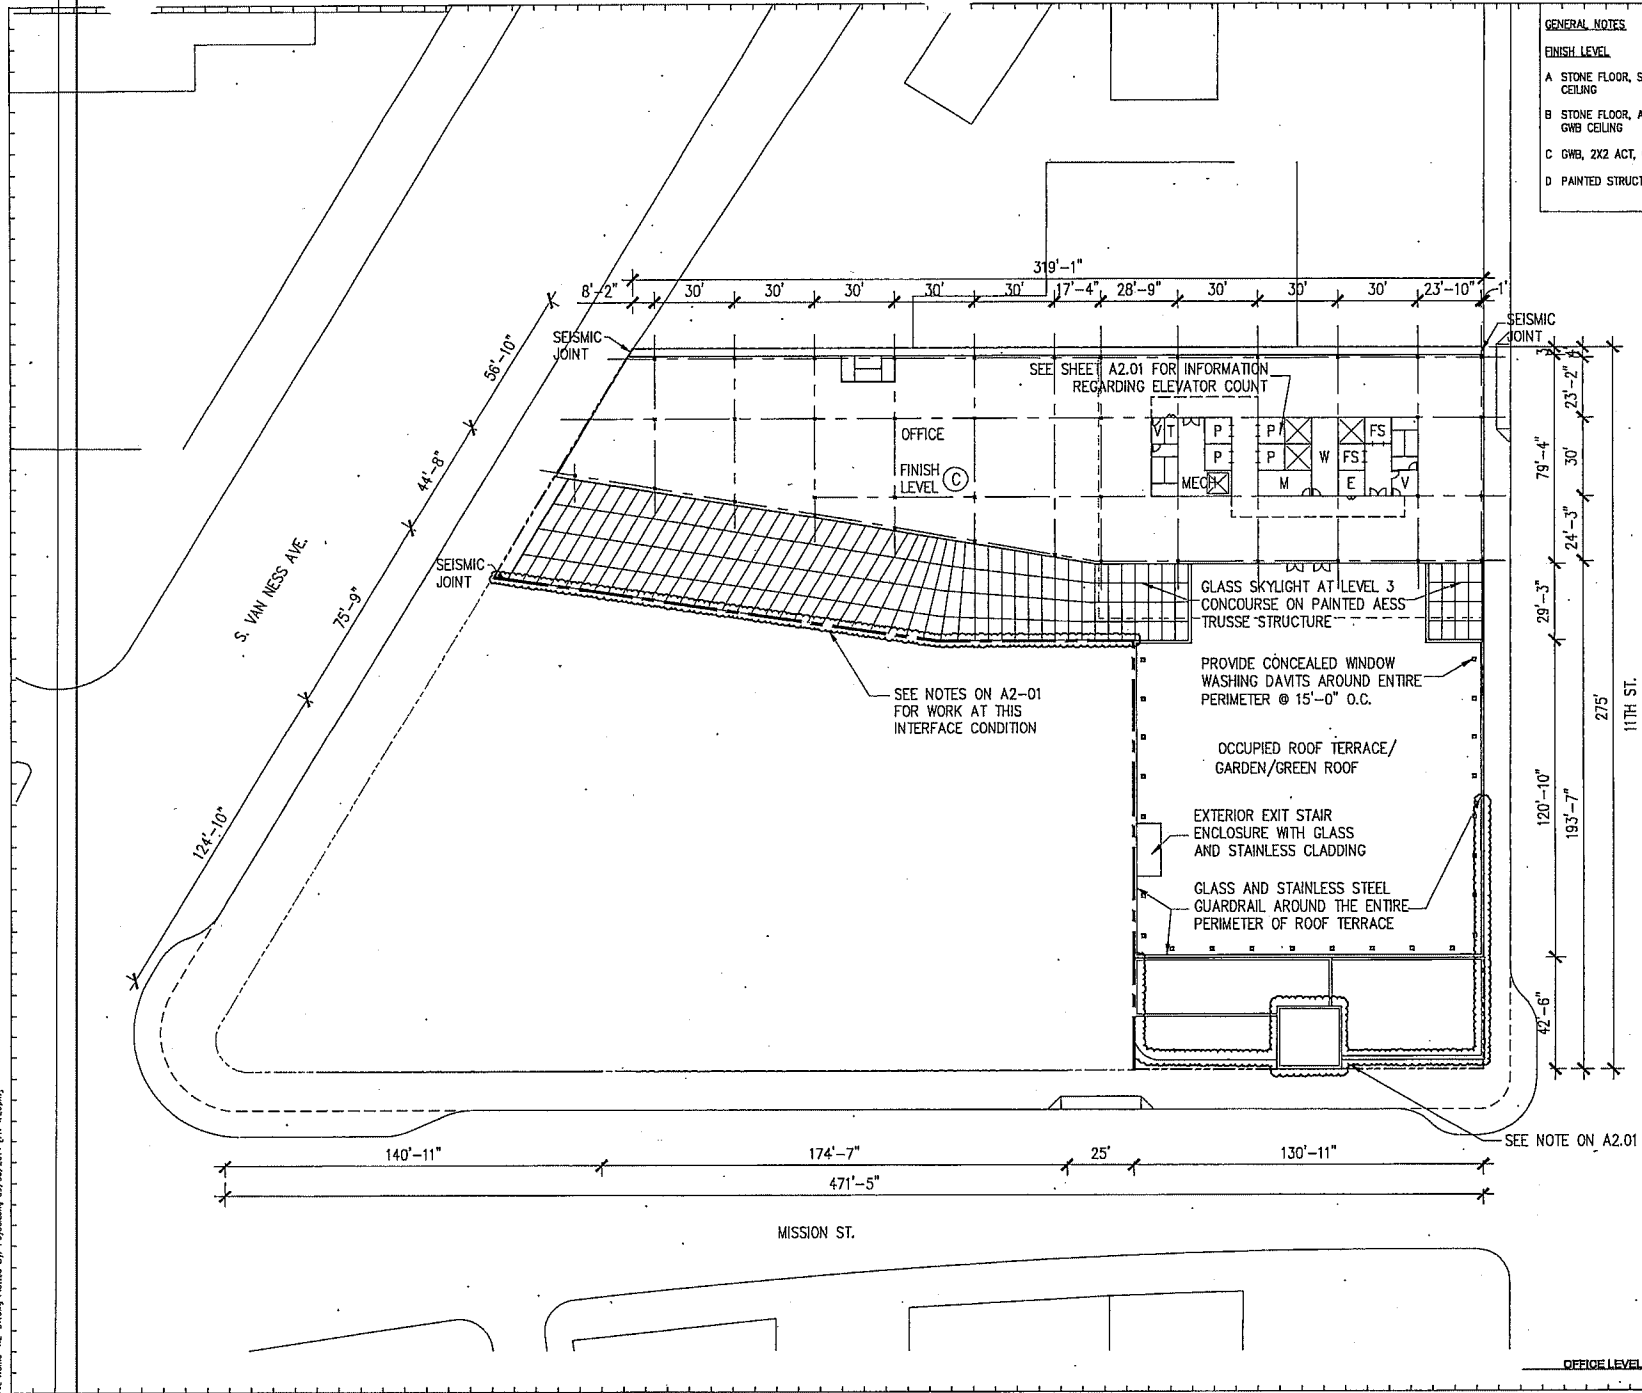 GENERAL NOTES
FINISH LEVEL
A STONE FLOOR,
CEILING
B STONE FLOOR,
GWB CEILING
C GWB, 2X2 ACT,
D PAINTED
319'-1"
8'-2" 30' 30' 30' 30' 30' 17'-4" 28'-9" 30' 30' 30' 23'-10" 1'
SEISMIC
JOINT
SEISMIC
JOINT
SEE SHEET A2.01 FOR INFORMATION
REGARDING ELEVATOR COUNT
56'-10"
23'-2"
OFFICE
V T P P FS
P P W FS
FINISH
LEVEL C
MECH M E V
79'-4"
30'
44'-8"
24'-3"
S. VAN NESS AVE.
SEISMIC
JOINT
75'-9"
GLASS SKYLIGHT AT LEVEL 3
CONCOURSE ON PAINTED AESS
TRUSSE STRUCTURE
29'-3"
PROVIDE CONCEALED WINDOW
WASHING DAVITS AROUND ENTIRE
PERIMETER @ 15'-0" O.C.
SEE NOTES ON A2-01
FOR WORK AT THIS
INTERFACE CONDITION
275'
11TH ST.
OCCUPIED ROOF TERRACE/
GARDEN/GREEN ROOF
120'-10"
193'-7"
124'-10"
EXTERIOR EXIT STAIR
ENCLOSURE WITH GLASS
AND STAINLESS CLADDING
GLASS AND STAINLESS STEEL
GUARDRAIL AROUND THE ENTIRE
PERIMETER OF ROOF TERRACE
42'-6"
SEE NOTE ON A2.01
140'-11" 174'-7" 25' 130'-11"
471'-5"
MISSION ST.
OFFICE LEVEL